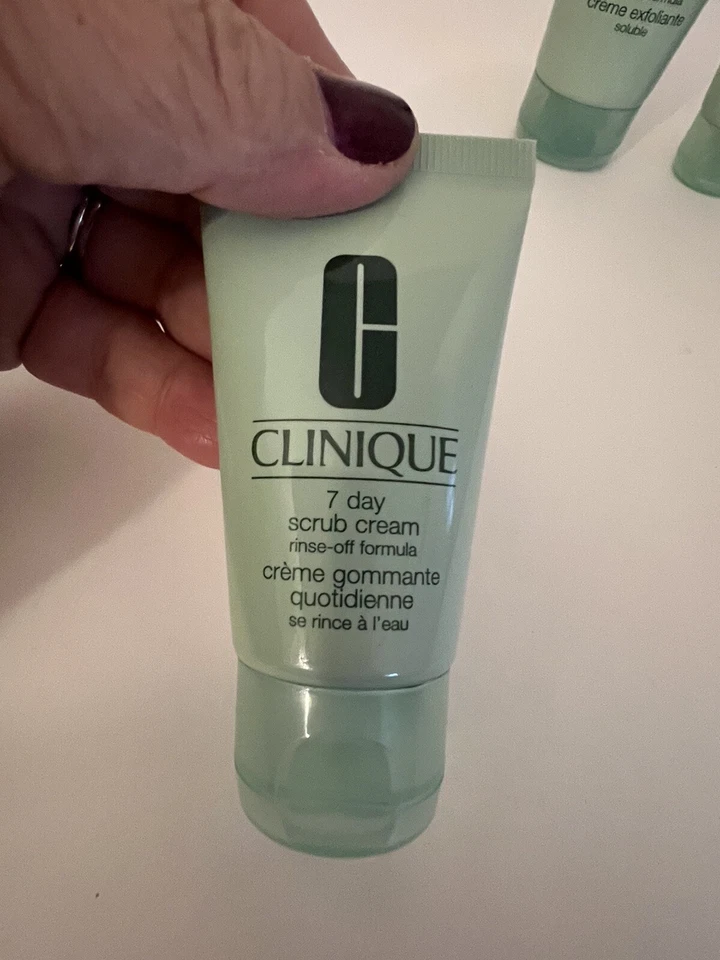 crème exfoliante
soluble
C
CLINIQUE
7 day
scrub cream
rinse-off formula
crème gommante
quotidienne
se rince à l'eau